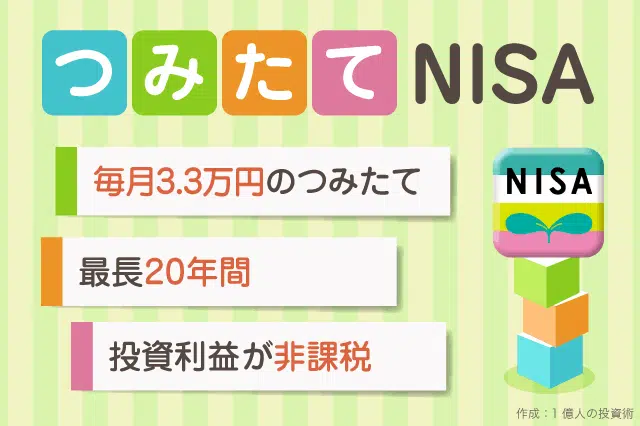 つみたてNISA
毎月3.3万円のつみたて
NISA
最長20年間
投資利益が非課税
作成：1億人の投資術